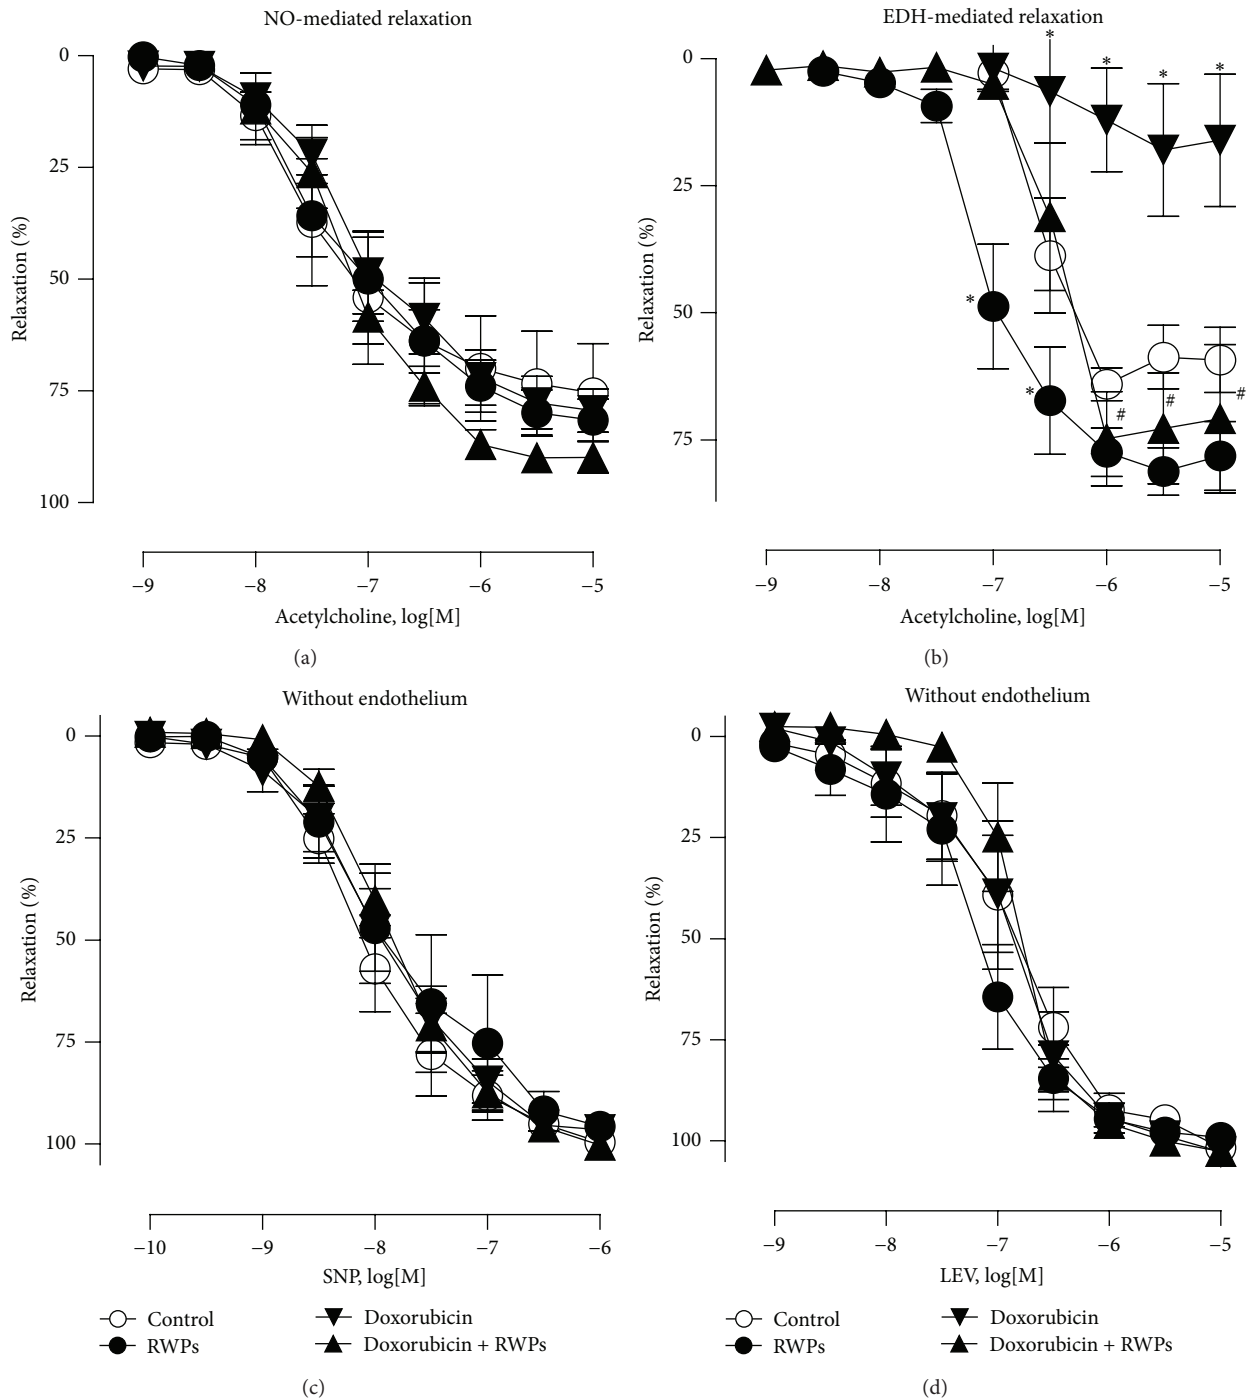 NO-mediated relaxation
0
25
50
75
100
Relaxation (%)
−9
−8
−7
−6
−5
Acetylcholine, log[M]
(a)
EDH-mediated relaxation
0
25
50
75
Relaxation (%)
*
*
*
*
*
*
#
#
#
−9
−8
−7
−6
−5
Acetylcholine, log[M]
(b)
Without endothelium
0
25
50
75
100
Relaxation (%)
−10
−9
−8
−7
−6
SNP, log[M]
Control
RWPs
Doxorubicin
Doxorubicin + RWPs
(c)
Without endothelium
0
25
50
75
100
Relaxation (%)
−9
−8
−7
−6
−5
LEV, log[M]
Control
RWPs
Doxorubicin
Doxorubicin + RWPs
(d)